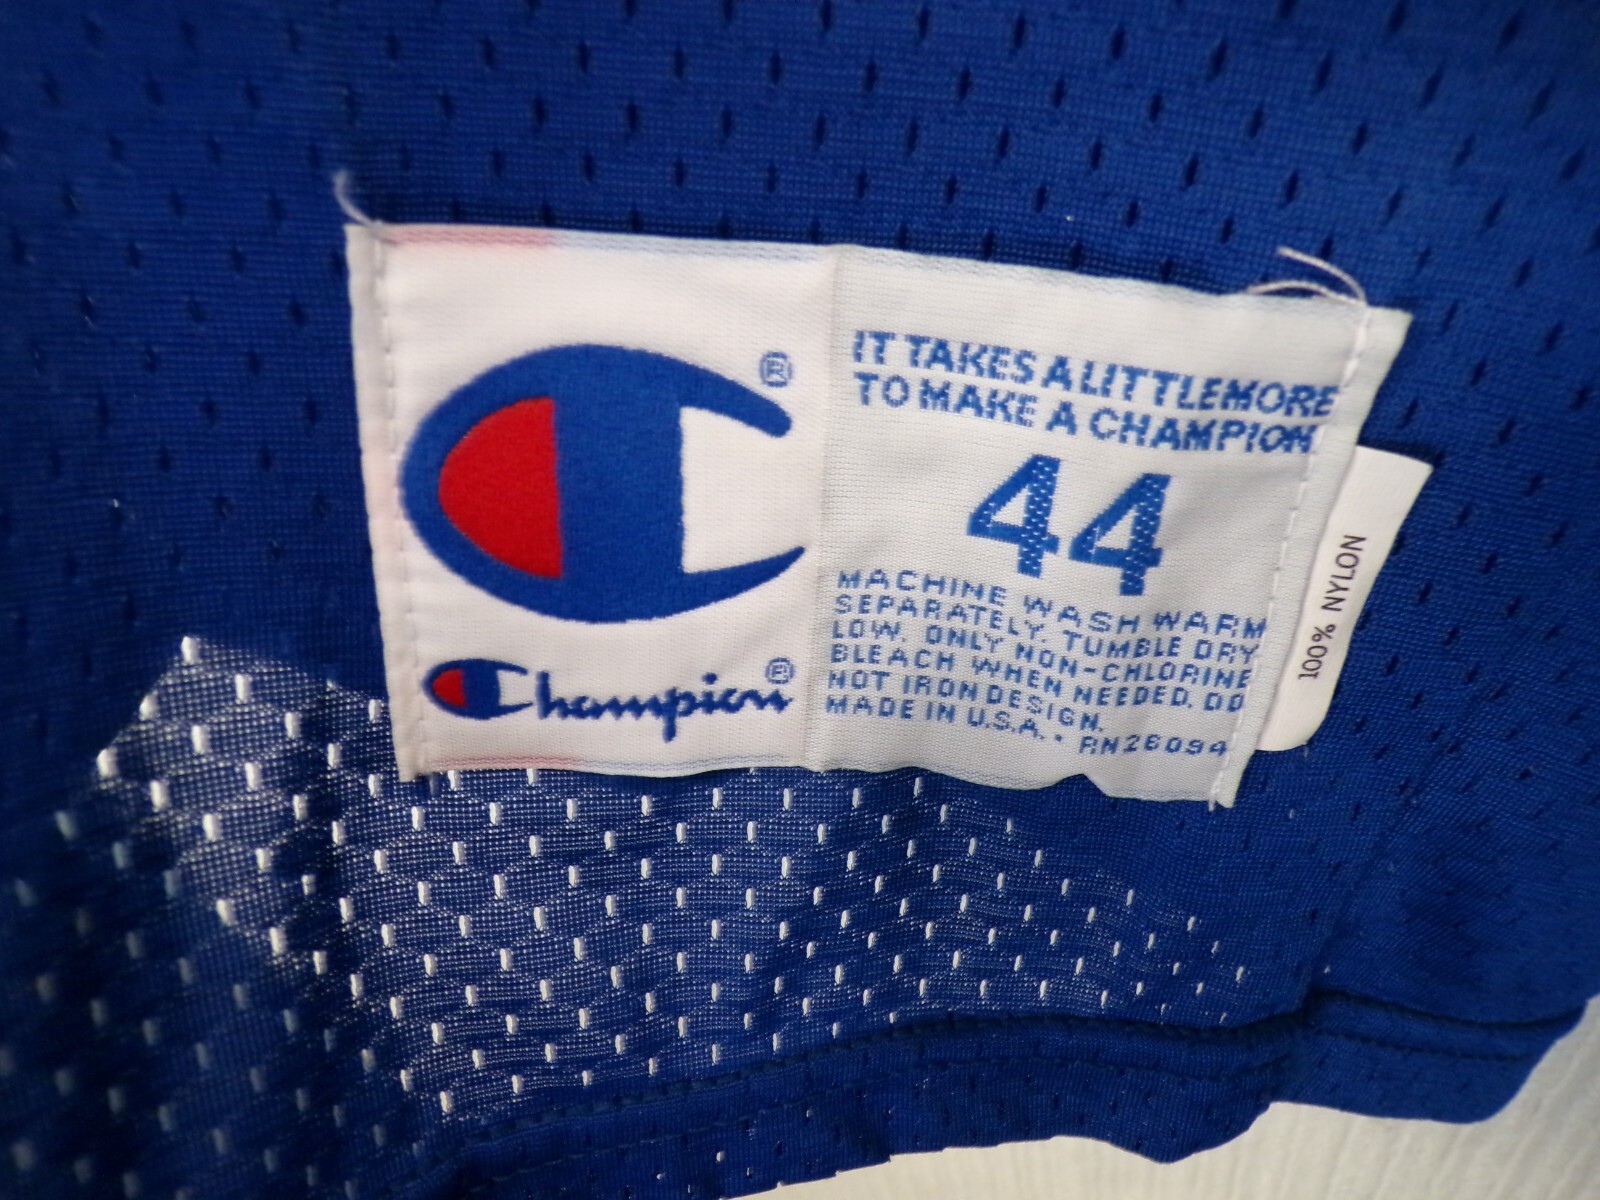 ®
Champion®
IT TAKES A LITTLE MORE
TO MAKE A CHAMPION
44
MACHINE WASH WARM
SEPARATELY. TUMBLE DRY
LOW. ONLY NON-CHLORINE
BLEACH WHEN NEEDED. DO
NOT IRON DESIGN.
MADE IN U.S.A. • RN26094
100% NYLON